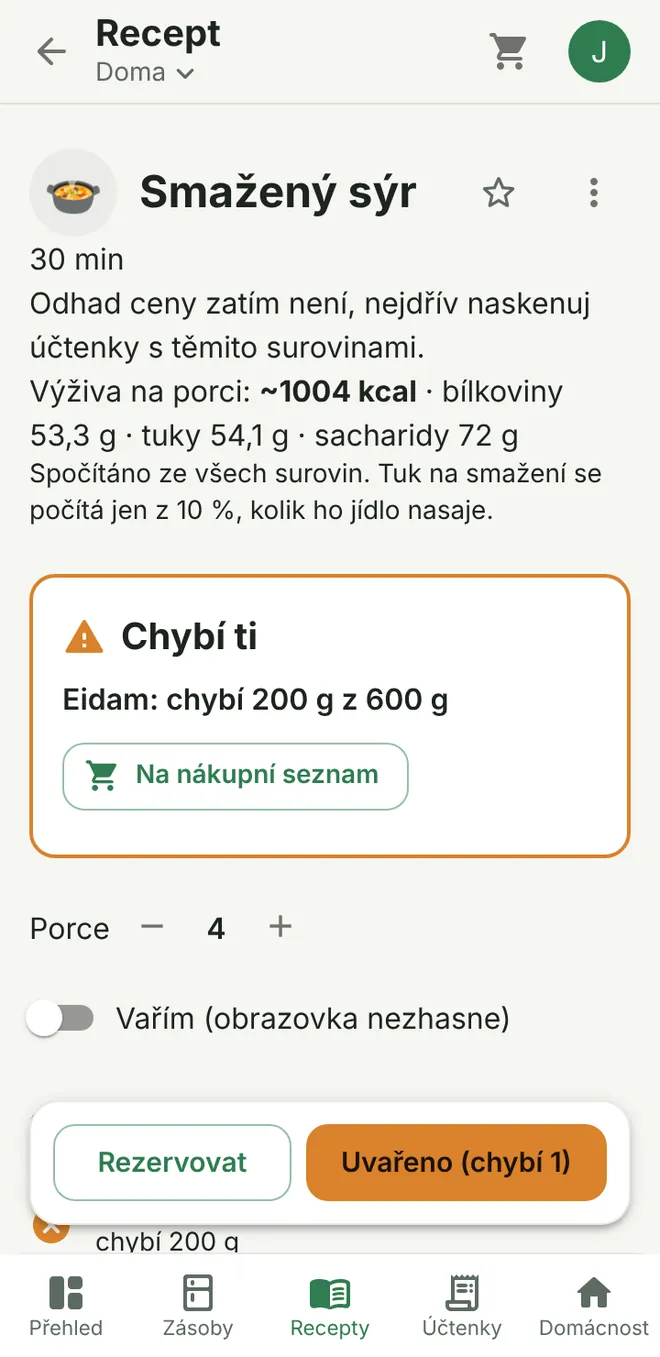 Recept
Doma
J
Smažený sýr
30 min
Odhad ceny zatím není, nejdřív naskenuj
účtenky s těmito surovinami.
Výživa na porci: ~1004 kcal · bílkoviny
53,3 g · tuky 54,1 g · sacharidy 72 g
Spočítáno ze všech surovin. Tuk na smažení se
počítá jen z 10 %, kolik ho jídlo nasaje.
Chybí ti
Eidam: chybí 200 g z 600 g
Na nákupní seznam
Porce − 4 +
Vařím (obrazovka nezhasne)
Rezervovat Uvařeno (chybí 1)
chybí 200 g
Přehled Zásoby Recepty Účtenky Domácnost